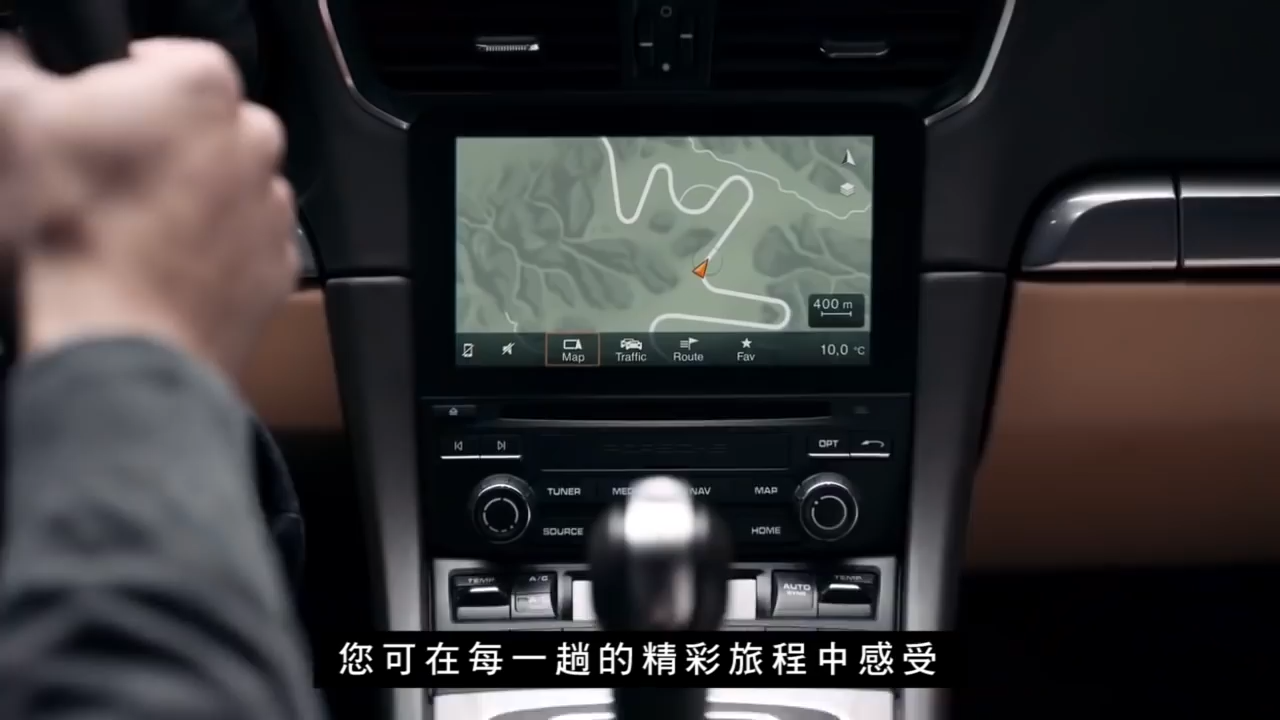 400 m
Map
Traffic
Route
Fav
10,0 °C
OPT
TUNER
NAV
MAP
SOURCE
HOME
TEMP
A/C
AUTO
SYNC
TEMP
您可在每一趟的精彩旅程中感受